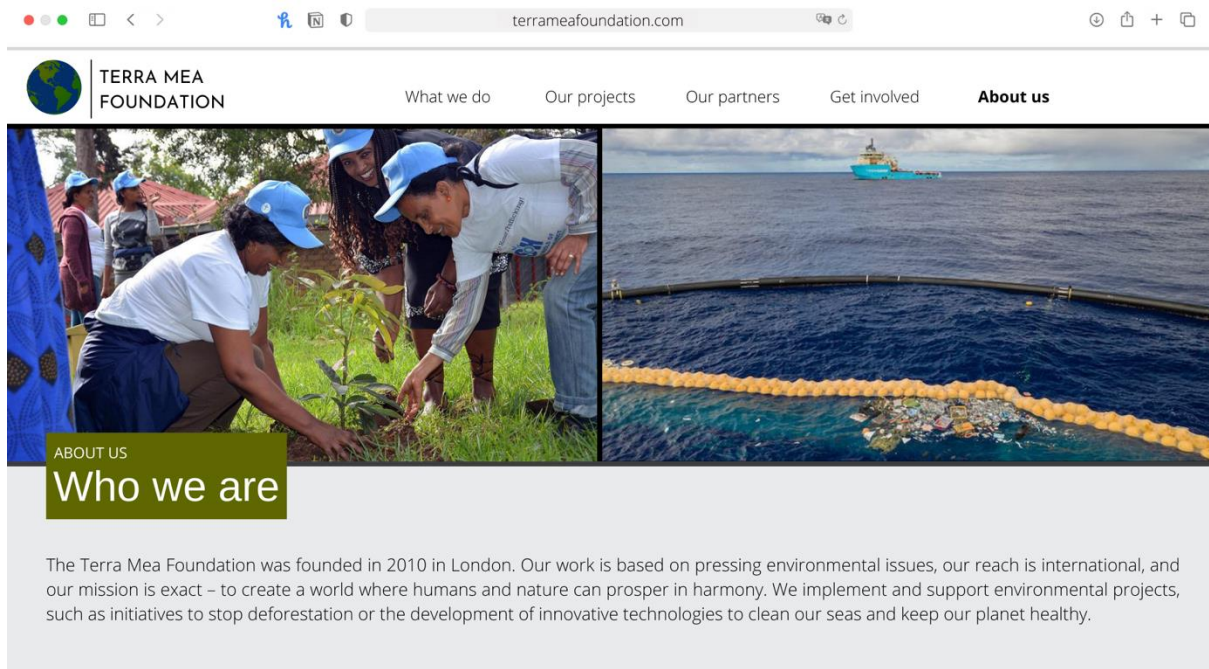 terrameafoundation.com
TERRA MEA
FOUNDATION
What we do Our projects Our partners Get involved About us
ABOUT US
Who we are
The Terra Mea Foundation was founded in 2010 in London. Our work is based on pressing environmental issues, our reach is international, and
our mission is exact – to create a world where humans and nature can prosper in harmony. We implement and support environmental projects,
such as initiatives to stop deforestation or the development of innovative technologies to clean our seas and keep our planet healthy.